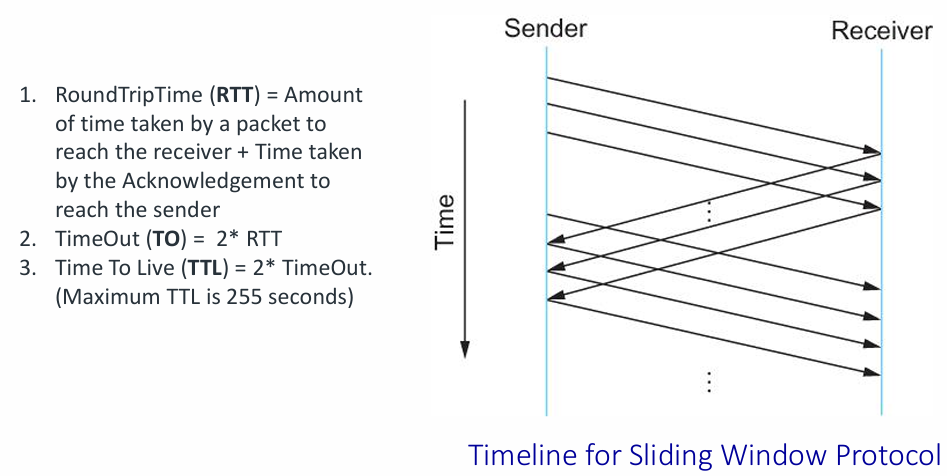 1. RoundTripTime (RTT) = Amount
of time taken by a packet to
reach the receiver + Time taken
by the Acknowledgement to
reach the sender
2. TimeOut (TO) = 2* RTT
3. Time To Live (TTL) = 2* TimeOut.
(Maximum TTL is 255 seconds)
Sender
Receiver
Time
Timeline for Sliding Window Protocol